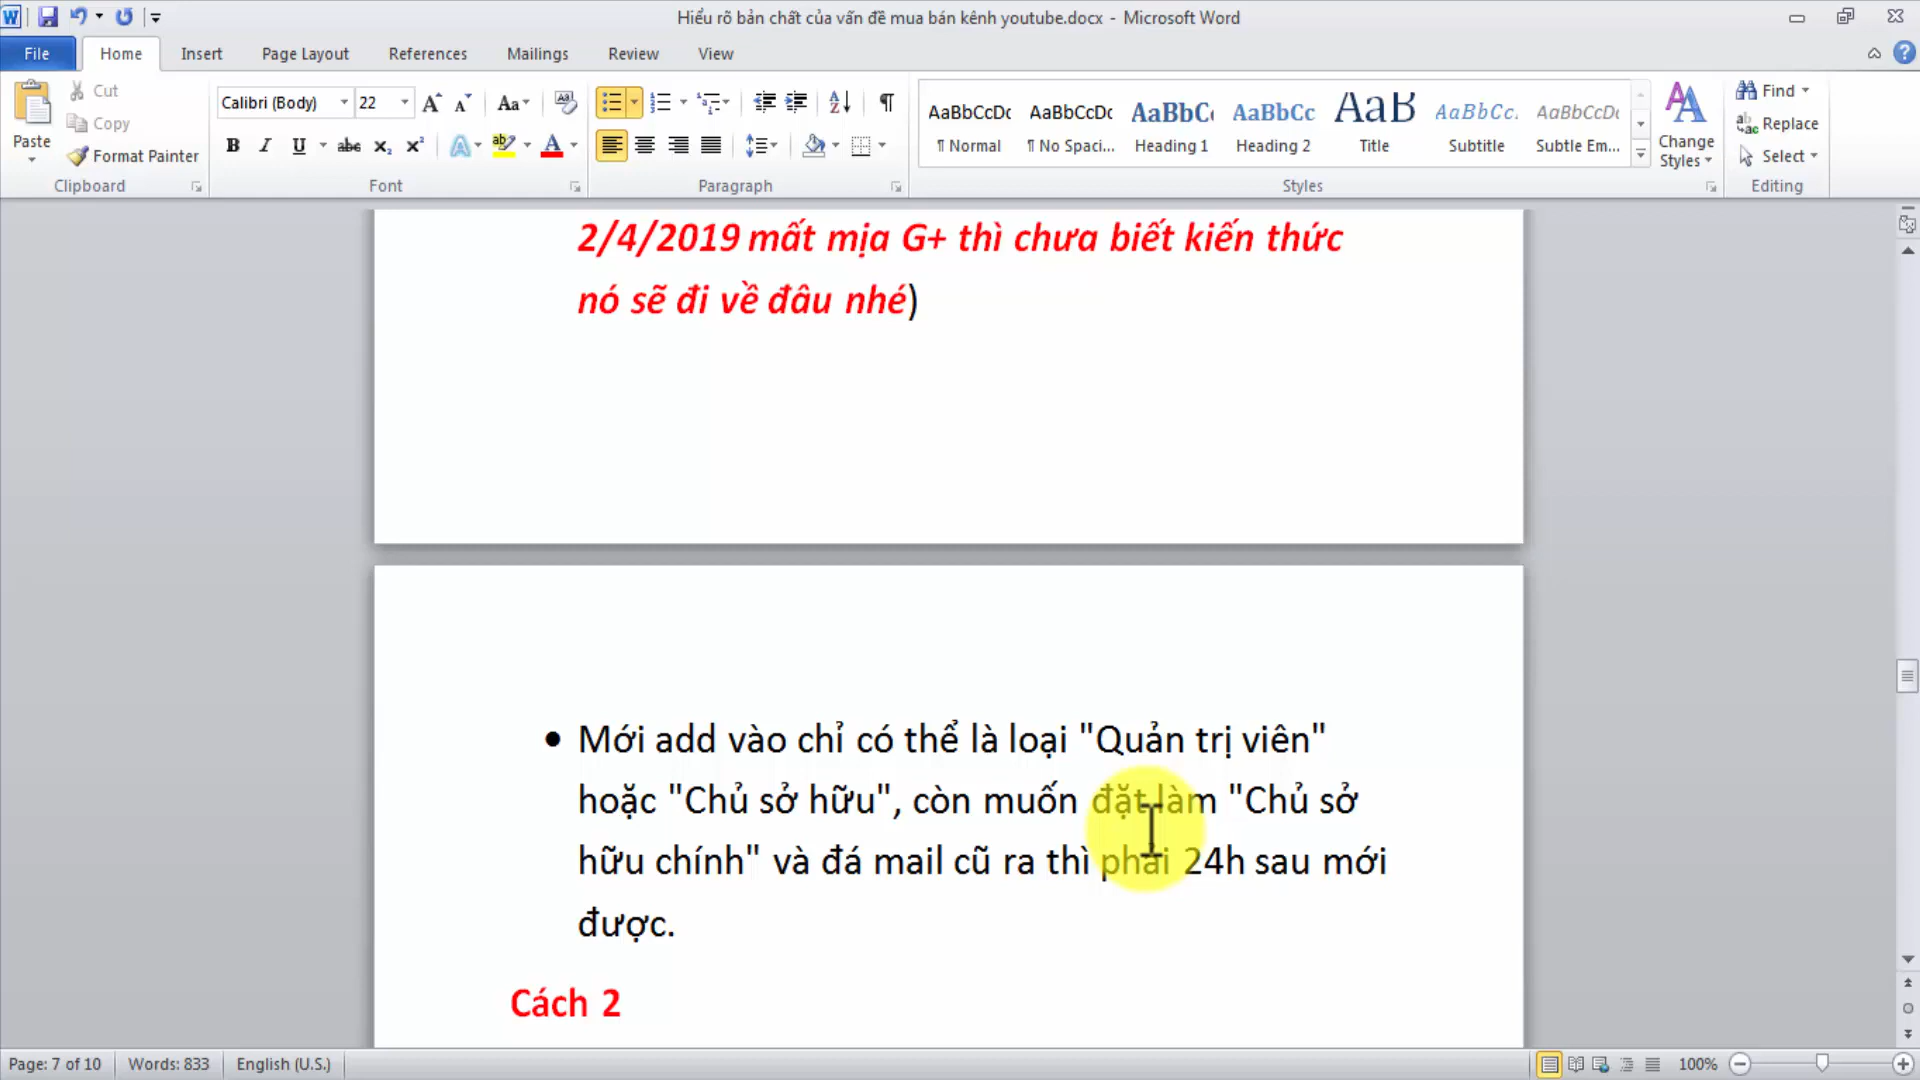 Hiểu rõ bản chất của vấn đề mua bán kênh youtube.docx - Microsoft Word
File Home Insert Page Layout References Mailings Review View
Paste
Cut
Copy
Format Painter
Clipboard
Calibri (Body) 22
Font
Paragraph
AaBbCcDc AaBbCcDc AaBbC AaBbCc AaB AaBbCc. AaBbCcDc
¶ Normal ¶ No Spaci... Heading 1 Heading 2 Title Subtitle Subtle Em...
Styles
Change
Styles
Find
Replace
Select
Editing
2/4/2019 mất mịa G+ thì chưa biết kiến thức
nó sẽ đi về đâu nhé)
• Mới add vào chỉ có thể là loại "Quản trị viên"
hoặc "Chủ sở hữu", còn muốn đặt làm "Chủ sở
hữu chính" và đá mail cũ ra thì phải 24h sau mới
được.
Cách 2
Page: 7 of 10 Words: 833 English (U.S.) 100%